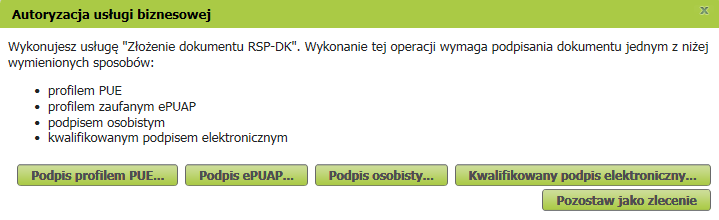 Autoryzacja usługi biznesowej
Wykonujesz usługę "Złożenie dokumentu RSP-DK". Wykonanie tej operacji wymaga podpisania dokumentu jednym z niżej
wymienionych sposobów:
• profilem PUE
• profilem zaufanym ePUAP
• podpisem osobistym
• kwalifikowanym podpisem elektronicznym
Podpis profilem PUE... Podpis ePUAP... Podpis osobisty... Kwalifikowany podpis elektroniczny...
Pozostaw jako zlecenie